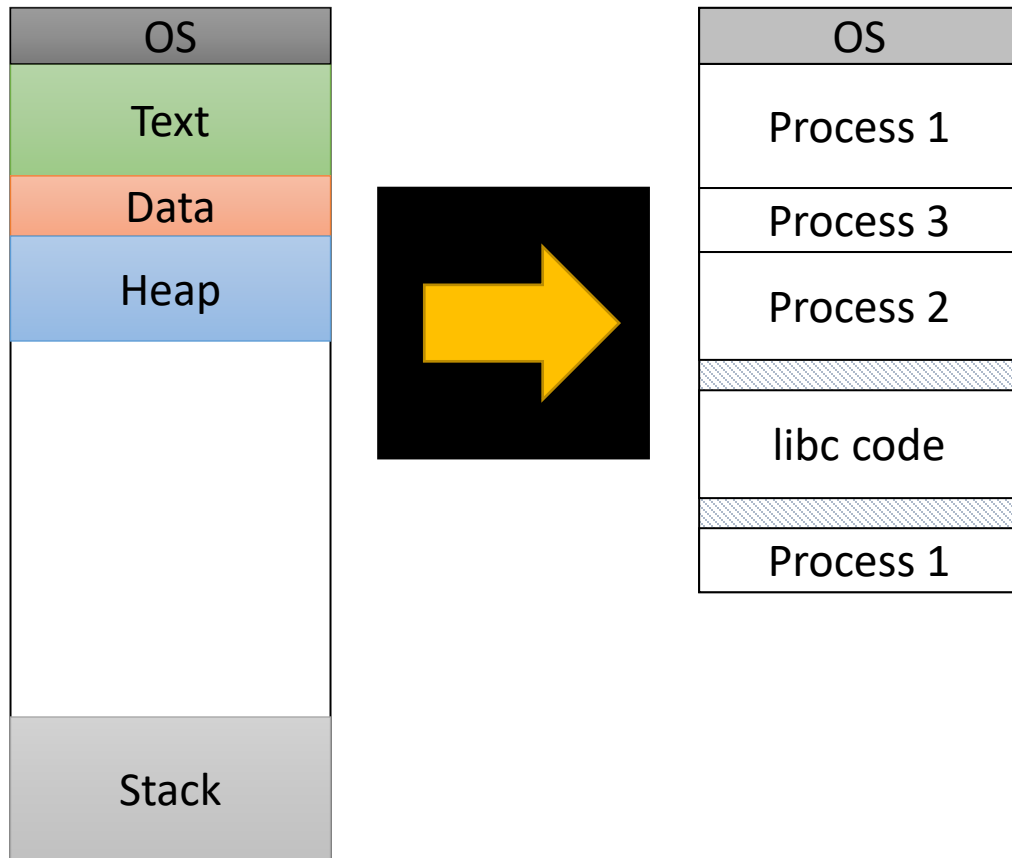 OS
Text
Data
Heap
Stack
OS
Process 1
Process 3
Process 2
libc code
Process 1